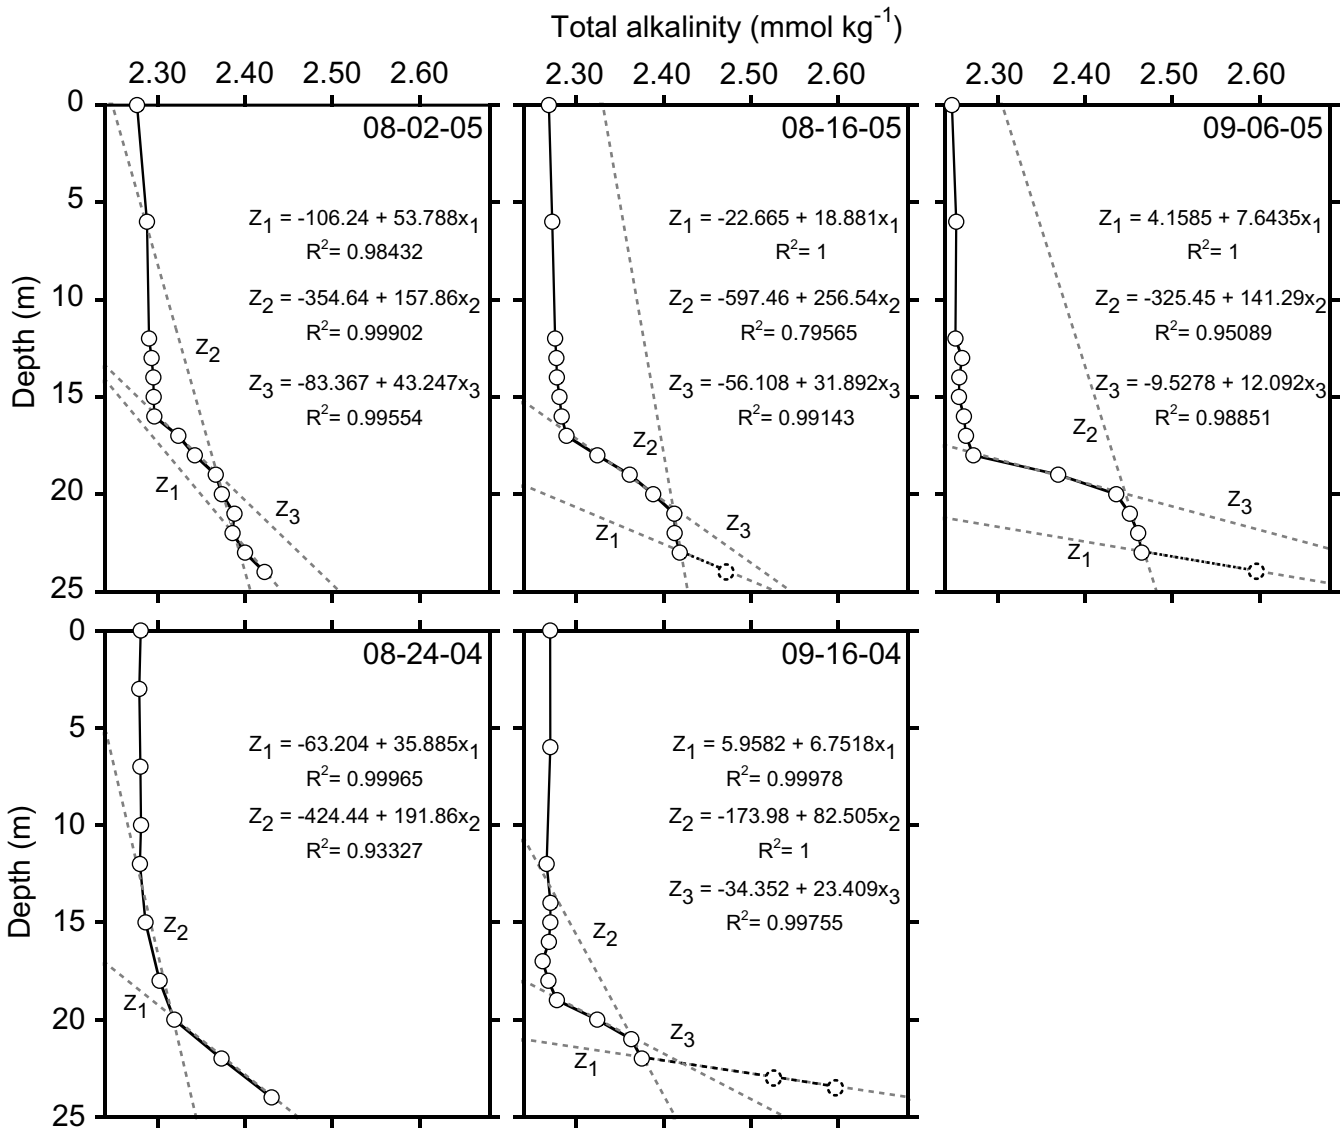 Total alkalinity (mmol kg⁻¹)
2.30 2.40 2.50 2.60 2.30 2.40 2.50 2.60 2.30 2.40 2.50 2.60
0
5
10
15
20
25
Depth (m)
08-02-05
Z₁ = -106.24 + 53.788x₁
R²= 0.98432
Z₂ = -354.64 + 157.86x₂
R²= 0.99902
Z₃ = -83.367 + 43.247x₃
R²= 0.99554
Z₂
Z₁
Z₃
08-16-05
Z₁ = -22.665 + 18.881x₁
R²= 1
Z₂ = -597.46 + 256.54x₂
R²= 0.79565
Z₃ = -56.108 + 31.892x₃
R²= 0.99143
Z₂
Z₁
Z₃
09-06-05
Z₁ = 4.1585 + 7.6435x₁
R²= 1
Z₂ = -325.45 + 141.29x₂
R²= 0.95089
Z₃ = -9.5278 + 12.092x₃
R²= 0.98851
Z₂
Z₃
Z₁
0
5
10
15
20
25
Depth (m)
08-24-04
Z₁ = -63.204 + 35.885x₁
R²= 0.99965
Z₂ = -424.44 + 191.86x₂
R²= 0.93327
Z₂
Z₁
09-16-04
Z₁ = 5.9582 + 6.7518x₁
R²= 0.99978
Z₂ = -173.98 + 82.505x₂
R²= 1
Z₃ = -34.352 + 23.409x₃
R²= 0.99755
Z₂
Z₃
Z₁